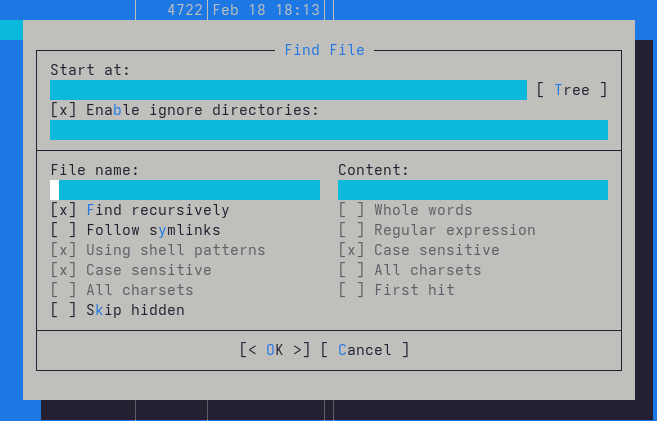 4722 Feb 18 18:13
Find File
Start at:
[ Tree ]
[x] Enable ignore directories:
File name: Content:
[x] Find recursively [ ] Whole words
[ ] Follow symlinks [ ] Regular expression
[x] Using shell patterns [x] Case sensitive
[x] Case sensitive [ ] All charsets
[ ] All charsets [ ] First hit
[ ] Skip hidden
[< OK >] [ Cancel ]